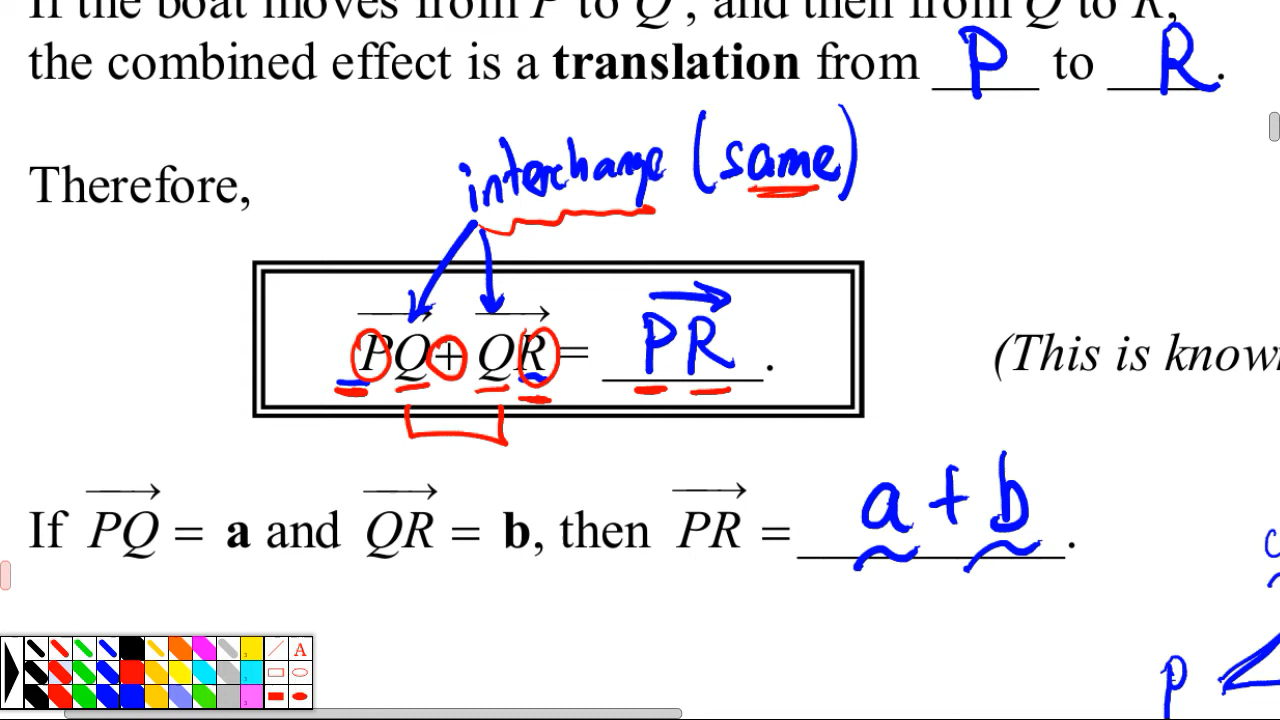 If the boat moves from P to Q , and then from Q to R,
the combined effect is a translation from P to R.
interchange (same)
Therefore,
PQ + QR = PR.
(This is known
If PQ = a and QR = b, then PR = a + b.
p
A